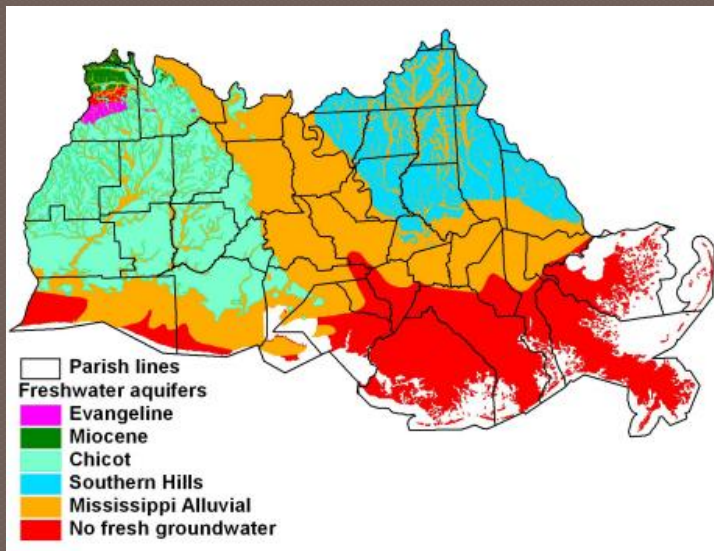 Parish lines
Freshwater aquifers
Evangeline
Miocene
Chicot
Southern Hills
Mississippi Alluvial
No fresh groundwater